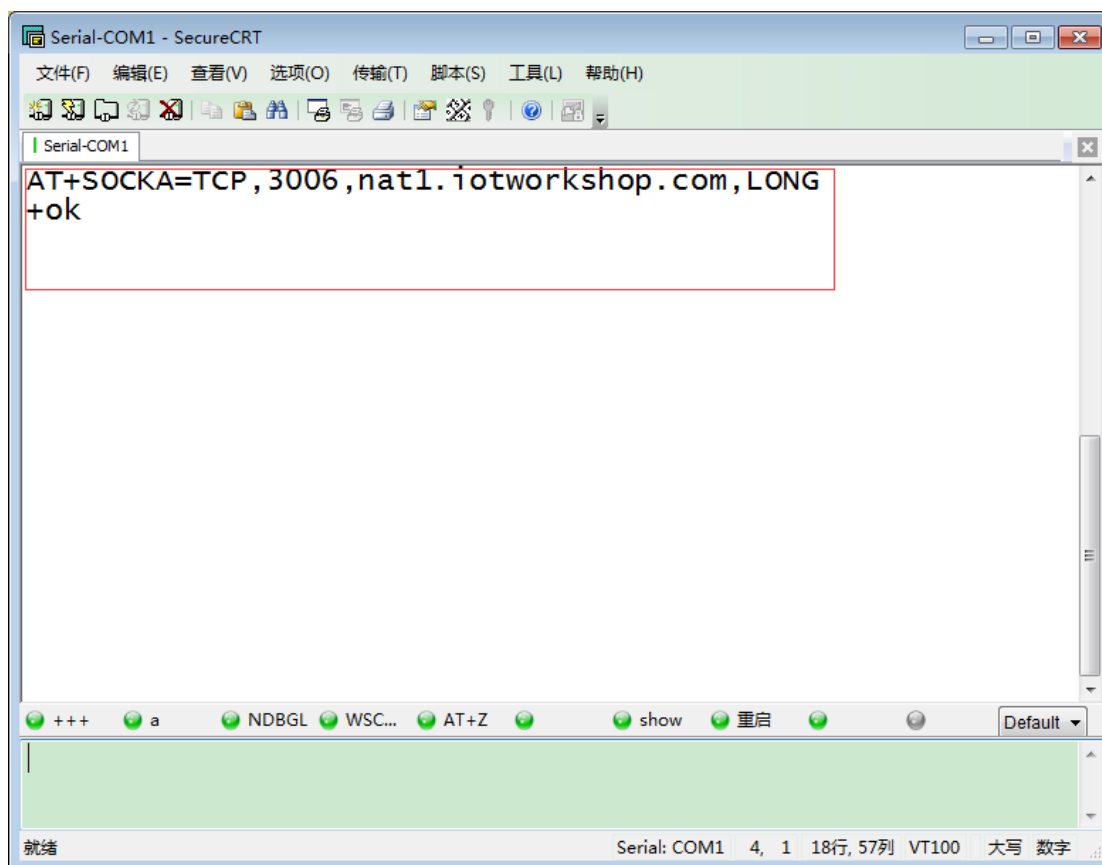 Serial-COM1 - SecureCRT
文件(F) 编辑(E) 查看(V) 选项(O) 传输(T) 脚本(S) 工具(L) 帮助(H)
Serial-COM1
AT+SOCKA=TCP,3006,nat1.iotworkshop.com,LONG
+ok
+++ a NDBGL WSC... AT+Z show 重启 Default
就绪 Serial: COM1 4, 1 18行, 57列 VT100 大写 数字